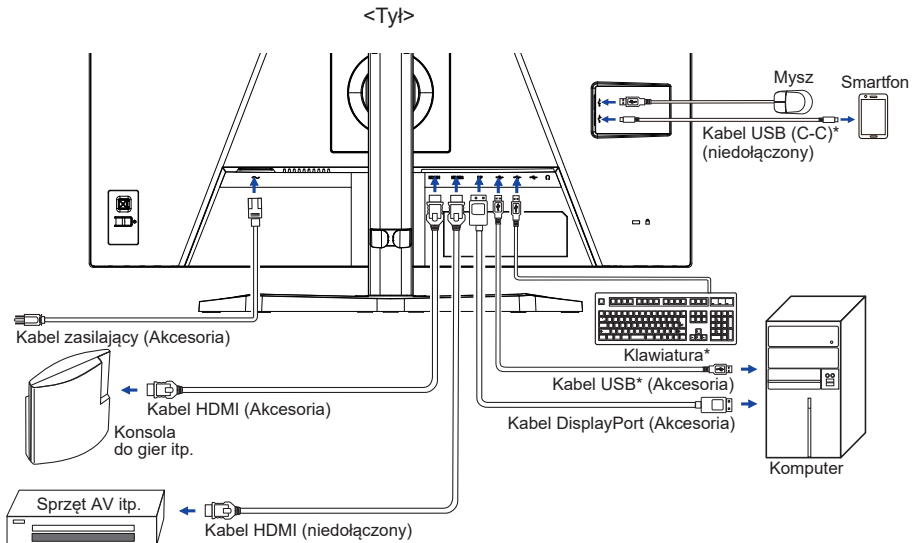 <Tył>
Mysz
Smartfon
Kabel USB (C-C)*
(niedołączony)
Kabel zasilający (Akcesoria)
Klawiatura*
Kabel USB* (Akcesoria)
Kabel HDMI (Akcesoria)
Kabel DisplayPort (Akcesoria)
Konsola
do gier itp.
Komputer
Sprzęt AV itp.
Kabel HDMI (niedołączony)